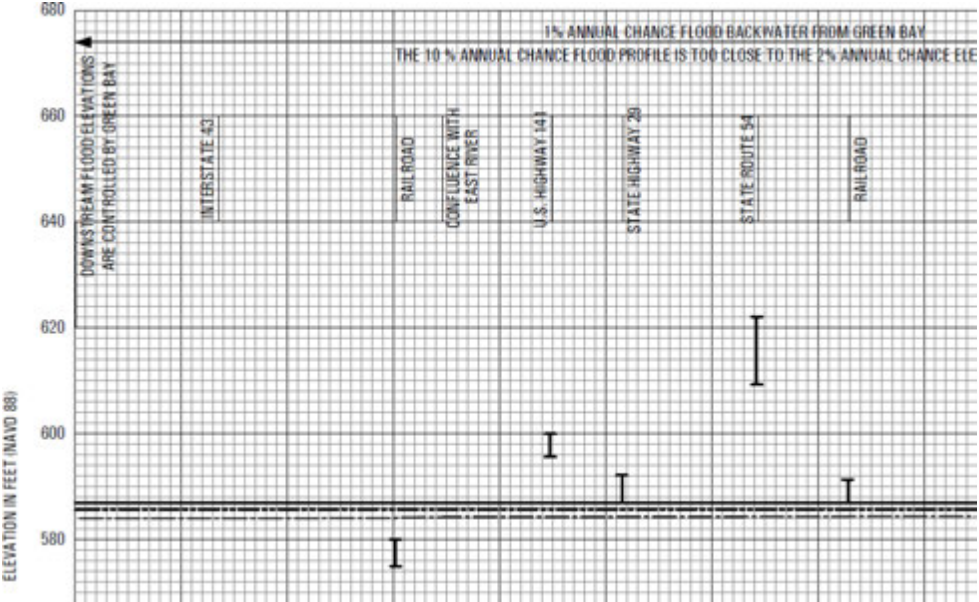 680
1% ANNUAL CHANCE FLOOD BACKWATER FROM GREEN BAY
THE 10 % ANNUAL CHANCE FLOOD PROFILE IS TOO CLOSE TO THE 2% ANNUAL CHANCE ELE
DOWNSTREAM FLOOD ELEVATIONS
ARE CONTROLLED BY GREEN BAY
660
INTERSTATE 43
RAILROAD
CONFLUENCE WITH
EAST RIVER
U.S. HIGHWAY 141
STATE HIGHWAY 29
STATE ROUTE 54
RAILROAD
640
620
600
580
ELEVATION IN FEET (NAVD 88)